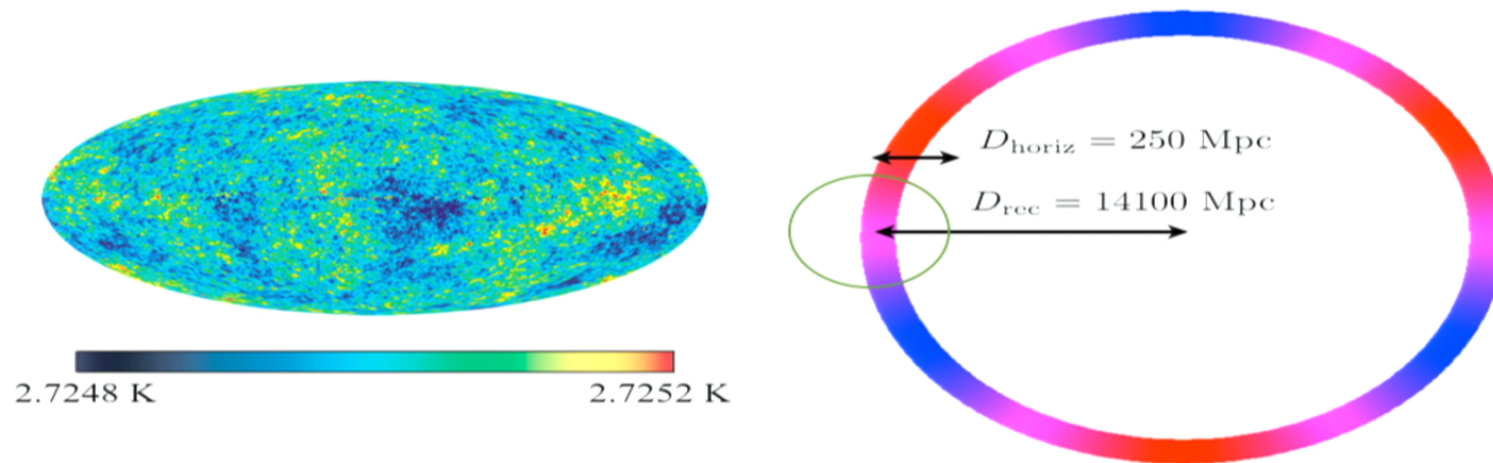 2.7248 K
2.7252 K
D_horiz = 250 Mpc
D_rec = 14100 Mpc